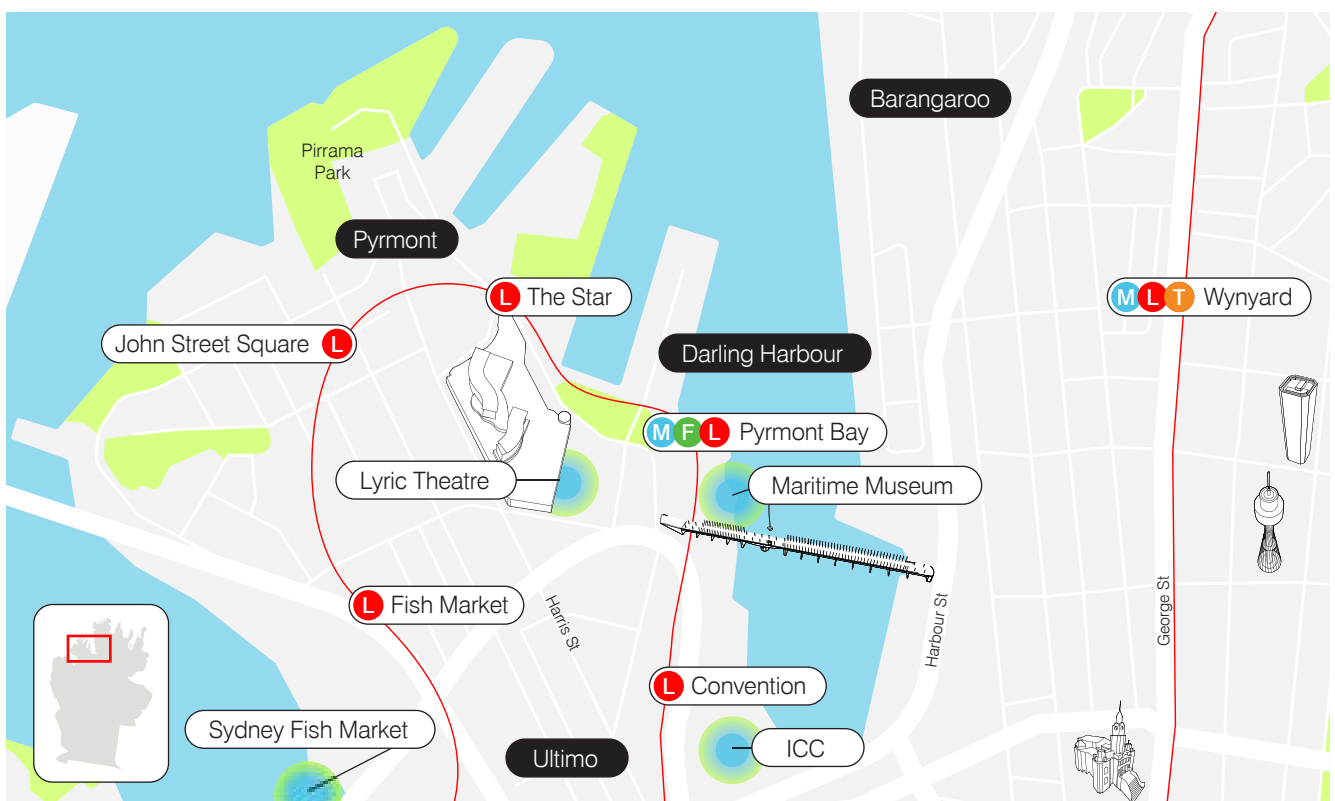 Barangaroo
Pirrama
Park
Pyrmont
L The Star
M L T Wynyard
John Street Square L
Darling Harbour
M F L Pyrmont Bay
Lyric Theatre
Maritime Museum
L Fish Market
Harris St
Harbour St
George St
L Convention
Sydney Fish Market
Ultimo
ICC